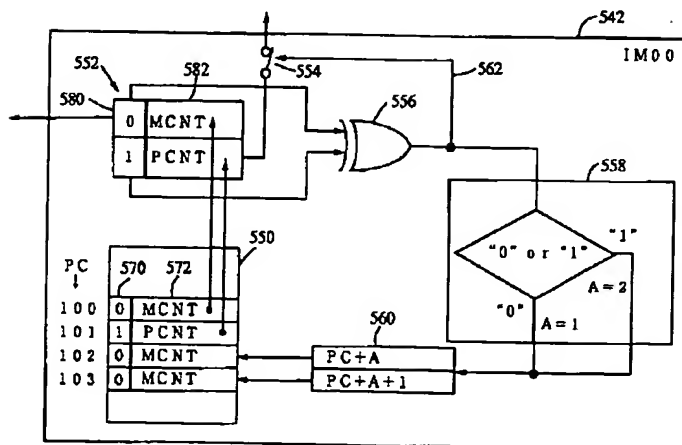 542
IM00
552
582
554
562
580
0 MCNT
1 PCNT
556
558
"0" or "1"
"1"
A=2
"0"
A=1
550
PC
570
572
100 0 MCNT
101 1 PCNT
102 0 MCNT
103 0 MCNT
560
PC+A
PC+A+1